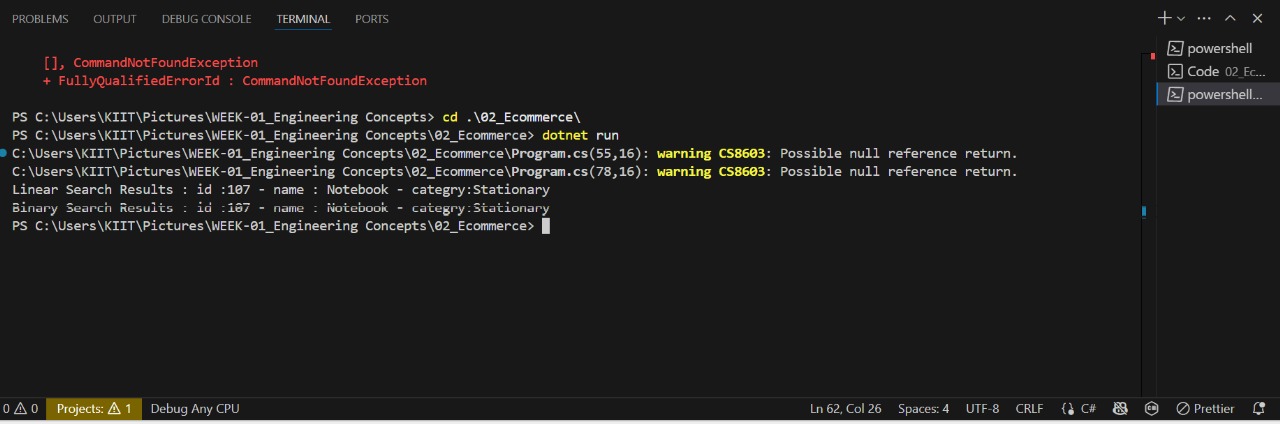 PROBLEMS OUTPUT DEBUG CONSOLE TERMINAL PORTS
[], CommandNotFoundException
+ FullyQualifiedErrorId : CommandNotFoundException
PS C:\Users\KIIT\Pictures\WEEK-01_Engineering Concepts> cd .\02_Ecommerce\
PS C:\Users\KIIT\Pictures\WEEK-01_Engineering Concepts\02_Ecommerce> dotnet run
C:\Users\KIIT\Pictures\WEEK-01_Engineering Concepts\02_Ecommerce\Program.cs(55,16): warning CS8603: Possible null reference return.
C:\Users\KIIT\Pictures\WEEK-01_Engineering Concepts\02_Ecommerce\Program.cs(78,16): warning CS8603: Possible null reference return.
Linear Search Results : id :107 - name : Notebook - categry:Stationary
Binary Search Results : id :107 - name : Notebook - categry:Stationary
PS C:\Users\KIIT\Pictures\WEEK-01_Engineering Concepts\02_Ecommerce>
powershell
Code 02_Ec...
powershell...
0 0 Projects: 1 Debug Any CPU Ln 62, Col 26 Spaces: 4 UTF-8 CRLF C# Prettier